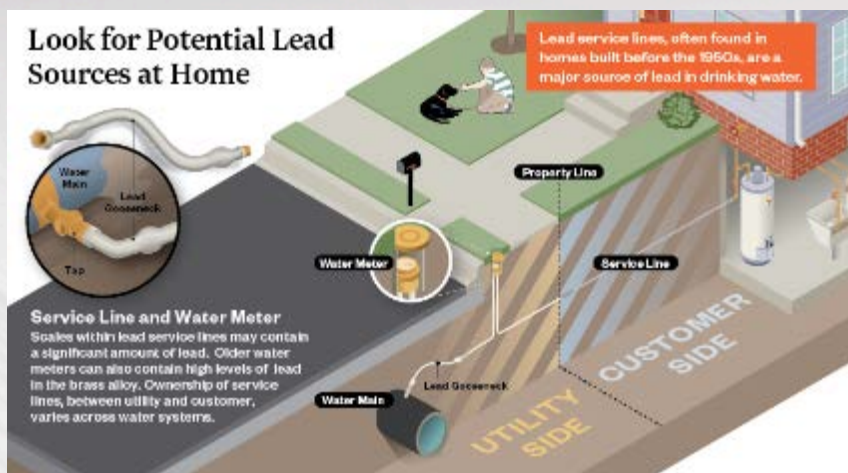 Look for Potential Lead
Sources at Home
Lead service lines, often found in
homes built before the 1950s, are a
major source of lead in drinking water.
Water
Main
Lead
Gooseneck
Tap
Property Line
Water Meter
Service Line
Service Line and Water Meter
Scales within lead service lines may contain
a significant amount of lead. Older water
meters can also contain high levels of lead
in the brass alloy. Ownership of service
lines, between utility and customer,
varies across water systems.
Lead Gooseneck
Water Main
UTILITY
SIDE
CUSTOMER
SIDE